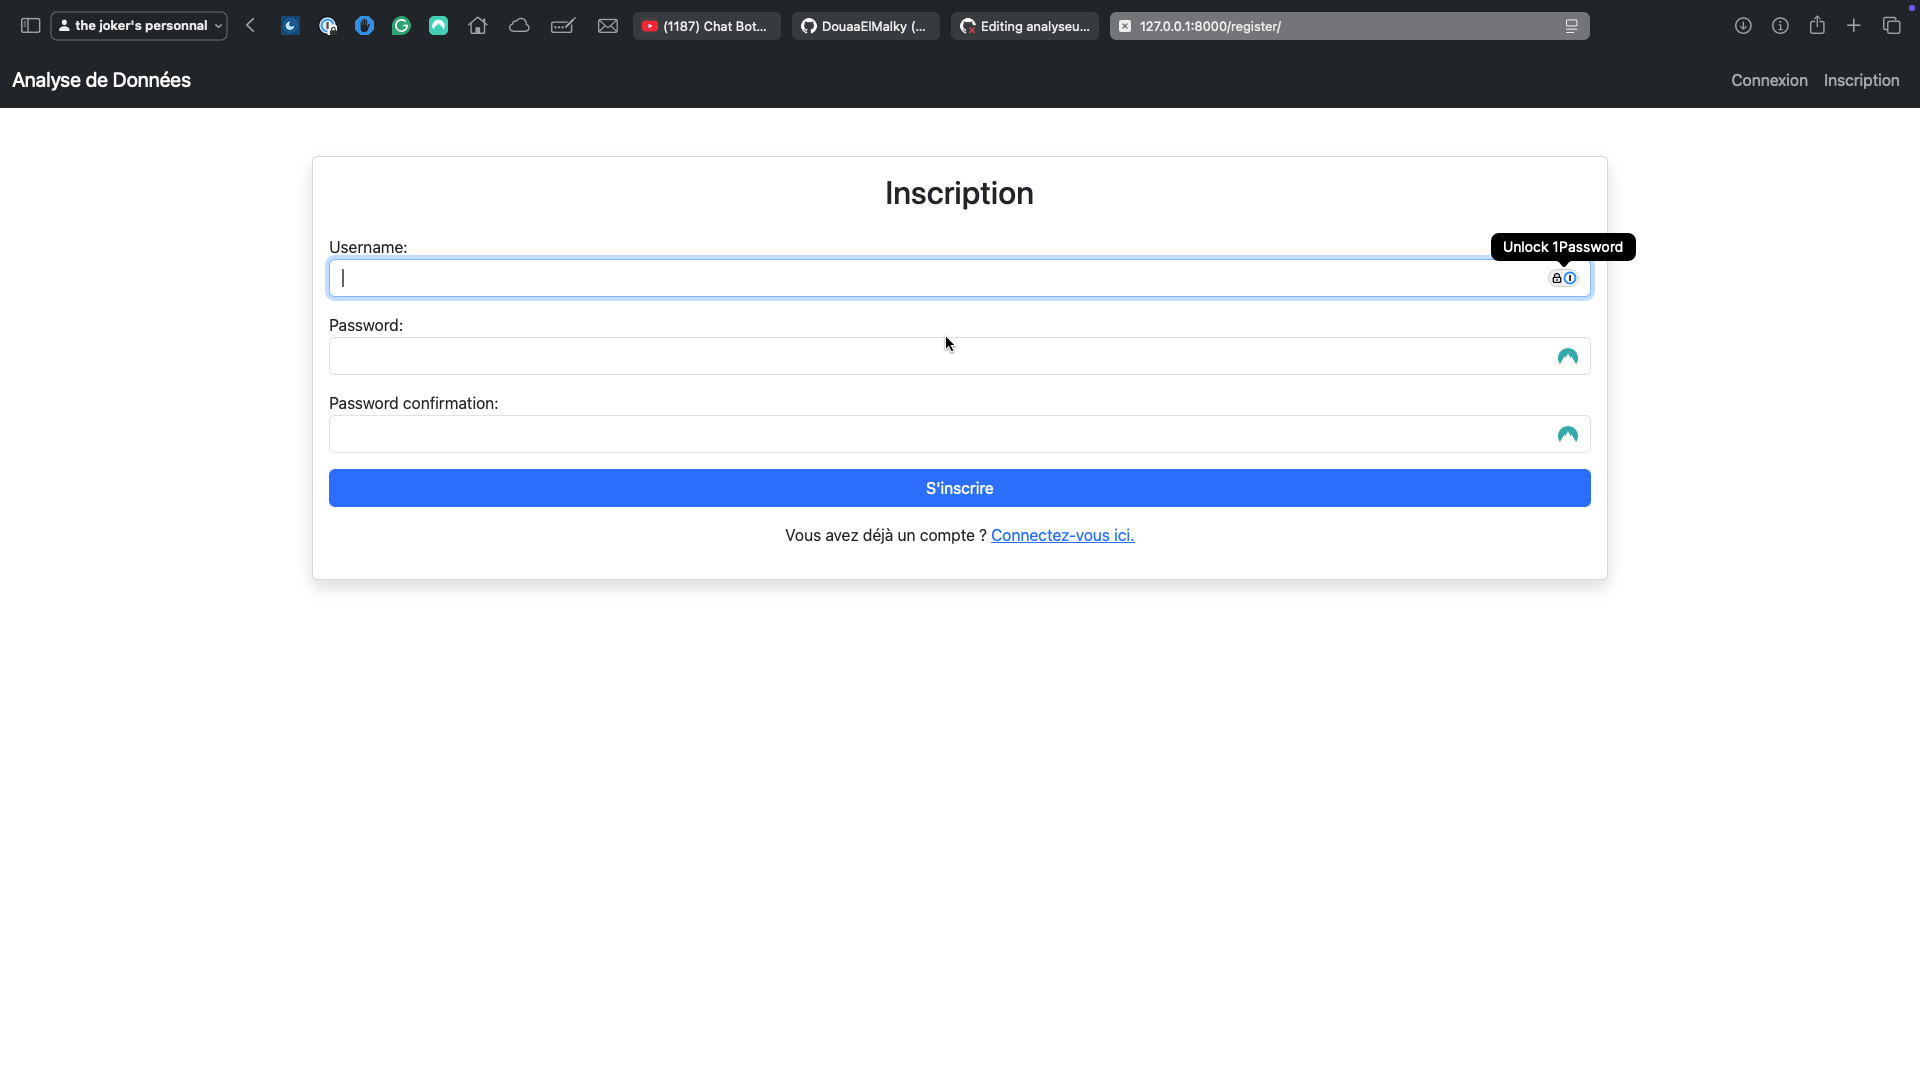 the joker's personnal
(1187) Chat Bot...
DouaaElMalky (...
Editing analyseu...
127.0.0.1:8000/register/
Analyse de Données
Connexion
Inscription
Inscription
Username:
Unlock 1Password
Password:
Password confirmation:
S'inscrire
Vous avez déjà un compte ? Connectez-vous ici.